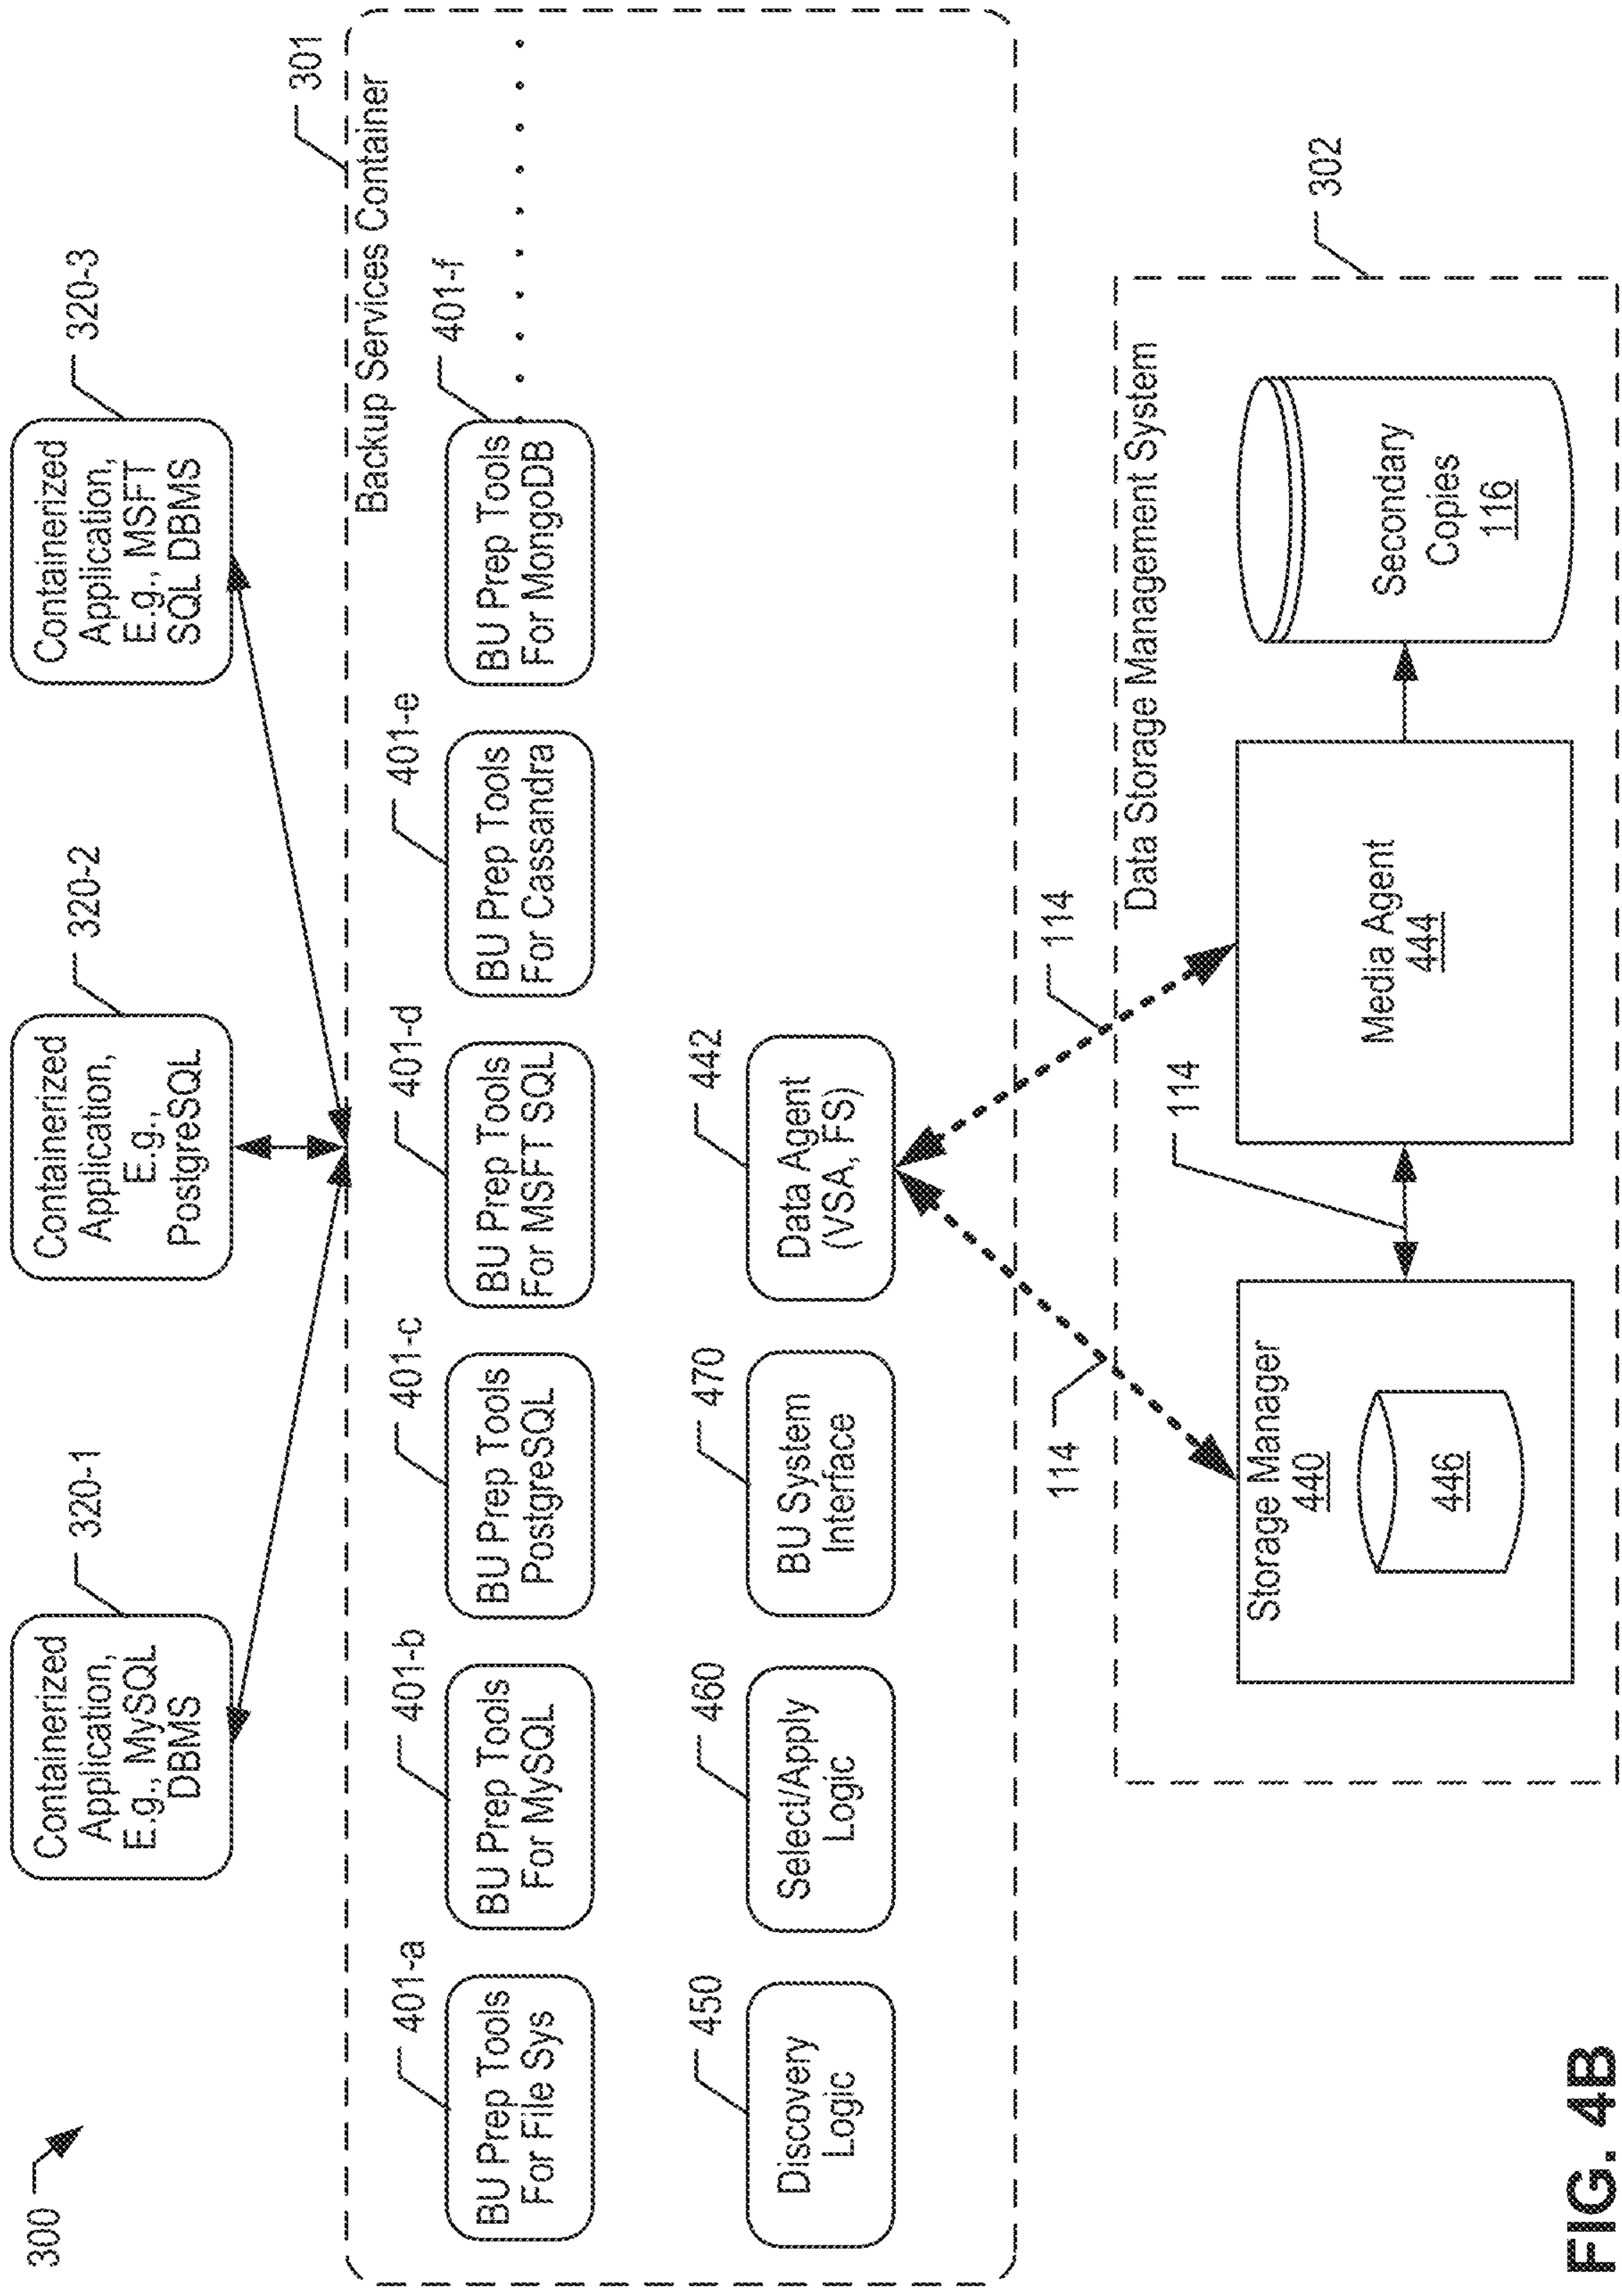 300
320-1
320-2
320-3
Containerized
Application,
E.g., MySQL
DBMS
Containerized
Application,
E.g.,
PostgreSQL
Containerized
Application,
E.g., MSFT
SQL DBMS
301
Backup Services Container
401-a
401-b
401-c
401-d
401-e
401-f
BU Prep Tools
For File Sys
BU Prep Tools
For MySQL
BU Prep Tools
PostgreSQL
BU Prep Tools
For MSFT SQL
BU Prep Tools
For Cassandra
BU Prep Tools
For MongoDB
450
460
470
442
Discovery
Logic
Select/Apply
Logic
BU System
Interface
Data Agent
(VSA, FS)
114
114
Data Storage Management System
302
114
Storage Manager
440
446
Media Agent
444
Secondary
Copies
116
FIG. 4B